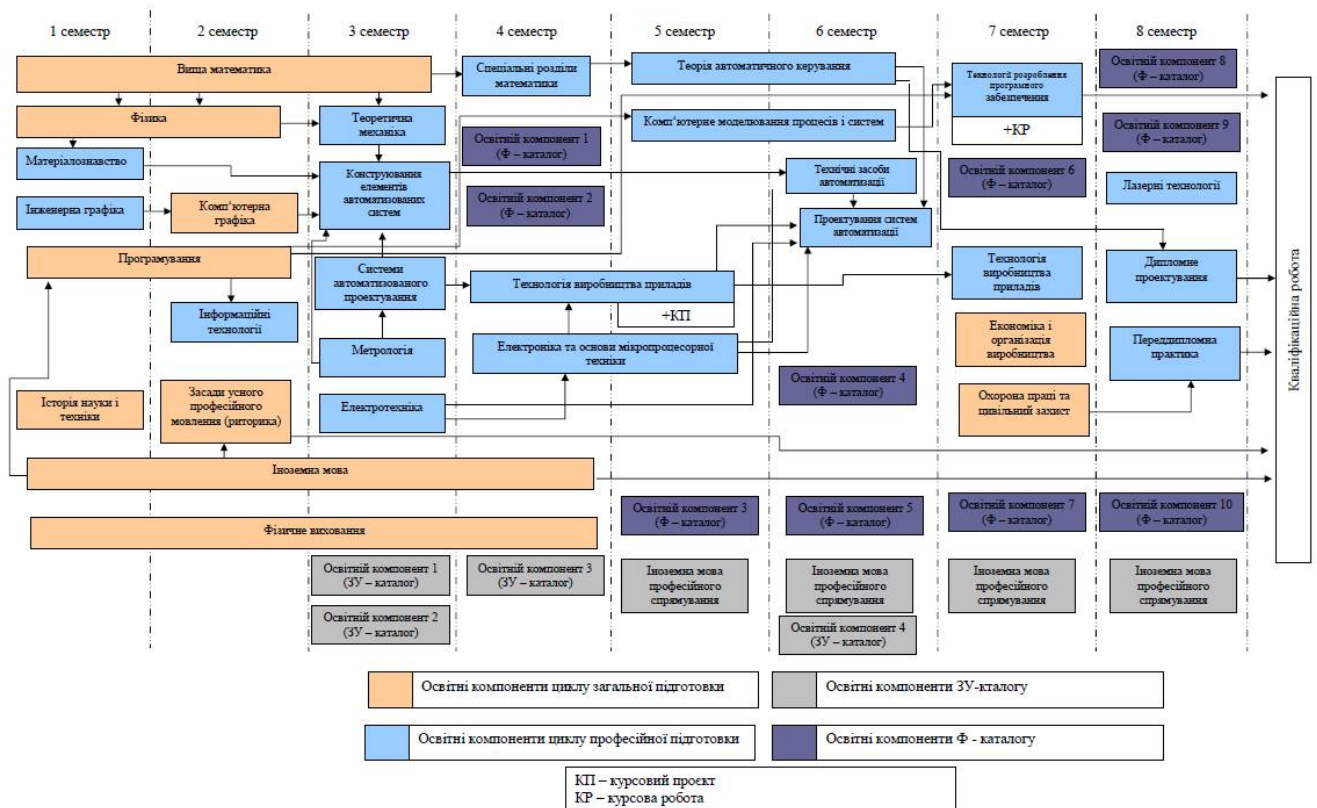 1 семестр
2 семестр
3 семестр
4 семестр
5 семестр
6 семестр
7 семестр
8 семестр
Вища математика
Спеціальні розділи
математики
Теорія автоматичного керування
Технології розроблення
програмного
забезпечення
+КР
Освітній компонент 8
(Ф – каталог)
Фізика
Теоретична
механіка
Освітній компонент 1
(Ф – каталог)
Комп‘ютерне моделювання процесів і систем
Освітній компонент 9
(Ф – каталог)
Матеріалознавство
Конструювання
елементів
автоматизованих
систем
Освітній компонент 2
(Ф – каталог)
Технічні засоби
автоматизації
Освітній компонент 6
(Ф – каталог)
Лазерні технології
Інженерна графіка
Комп‘ютерна
графіка
Проектування систем
автоматизації
Програмування
Системи
автоматизованого
проектування
Технологія виробництва приладів
+КП
Технологія
виробництва
приладів
Дипломне
проектування
Інформаційні
технології
Метрологія
Електроніка та основи мікропроцесорної
техніки
Економіка і
організація
виробництва
Переддипломна
практика
Історія науки і
техніки
Засади усного
професійного
мовлення (риторика)
Електротехніка
Освітній компонент 4
(Ф – каталог)
Охорона праці та
цивільний захист
Іноземна мова
Фізичне виховання
Освітній компонент 3
(Ф – каталог)
Освітній компонент 5
(Ф – каталог)
Освітній компонент 7
(Ф – каталог)
Освітній компонент 10
(Ф – каталог)
Освітній компонент 1
(ЗУ – каталог)
Освітній компонент 3
(ЗУ – каталог)
Іноземна мова
професійного
спрямування
Іноземна мова
професійного
спрямування
Іноземна мова
професійного
спрямування
Іноземна мова
професійного
спрямування
Освітній компонент 2
(ЗУ – каталог)
Освітній компонент 4
(ЗУ – каталог)
Кваліфікаційна робота
Освітні компоненти циклу загальної підготовки
Освітні компоненти ЗУ-кталогу
Освітні компоненти циклу професійної підготовки
Освітні компоненти Ф - каталогу
КП – курсовий проєкт
КР – курсова робота